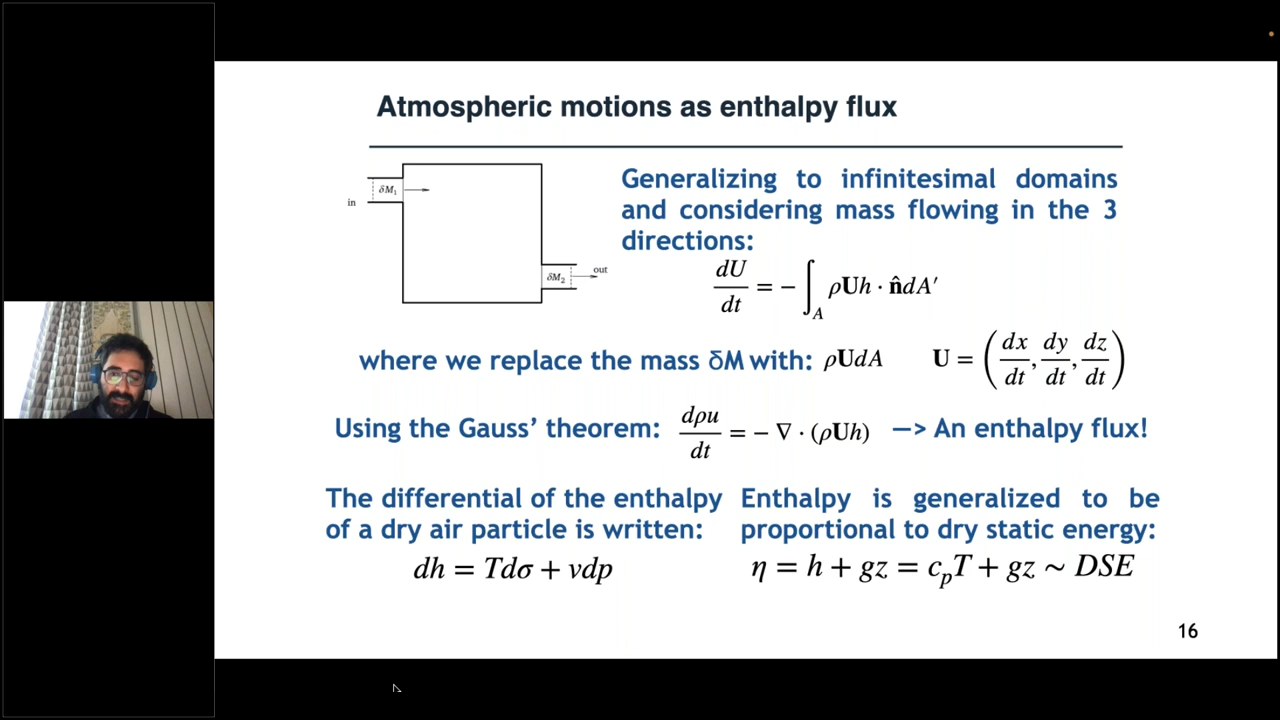 Atmospheric motions as enthalpy flux
in
δM₁
δM₂
out
Generalizing to infinitesimal domains
and considering mass flowing in the 3
directions:
dU/dt = − ∫_A ρUh · n̂dA′
where we replace the mass δM with: ρUdA U = (dx/dt, dy/dt, dz/dt)
Using the Gauss’ theorem: dρu/dt = − ∇ · (ρUh) —> An enthalpy flux!
The differential of the enthalpy
of a dry air particle is written:
dh = Tdσ + vdp
Enthalpy is generalized to be
proportional to dry static energy:
η = h + gz = c_pT + gz ~ DSE
16